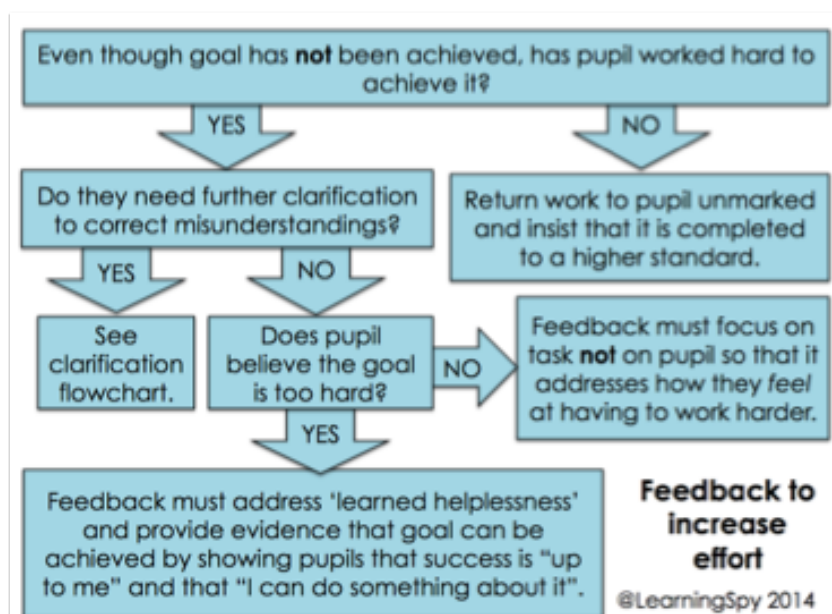 Even though goal has not been achieved, has pupil worked hard to
achieve it?
YES
NO
Do they need further clarification
to correct misunderstandings?
Return work to pupil unmarked
and insist that it is completed
to a higher standard.
YES
NO
See
clarification
flowchart.
Does pupil
believe the goal
is too hard?
NO
Feedback must focus on
task not on pupil so that it
addresses how they feel
at having to work harder.
YES
Feedback must address ‘learned helplessness’
and provide evidence that goal can be
achieved by showing pupils that success is “up
to me” and that “I can do something about it”.
Feedback to
increase
effort
@LearningSpy 2014